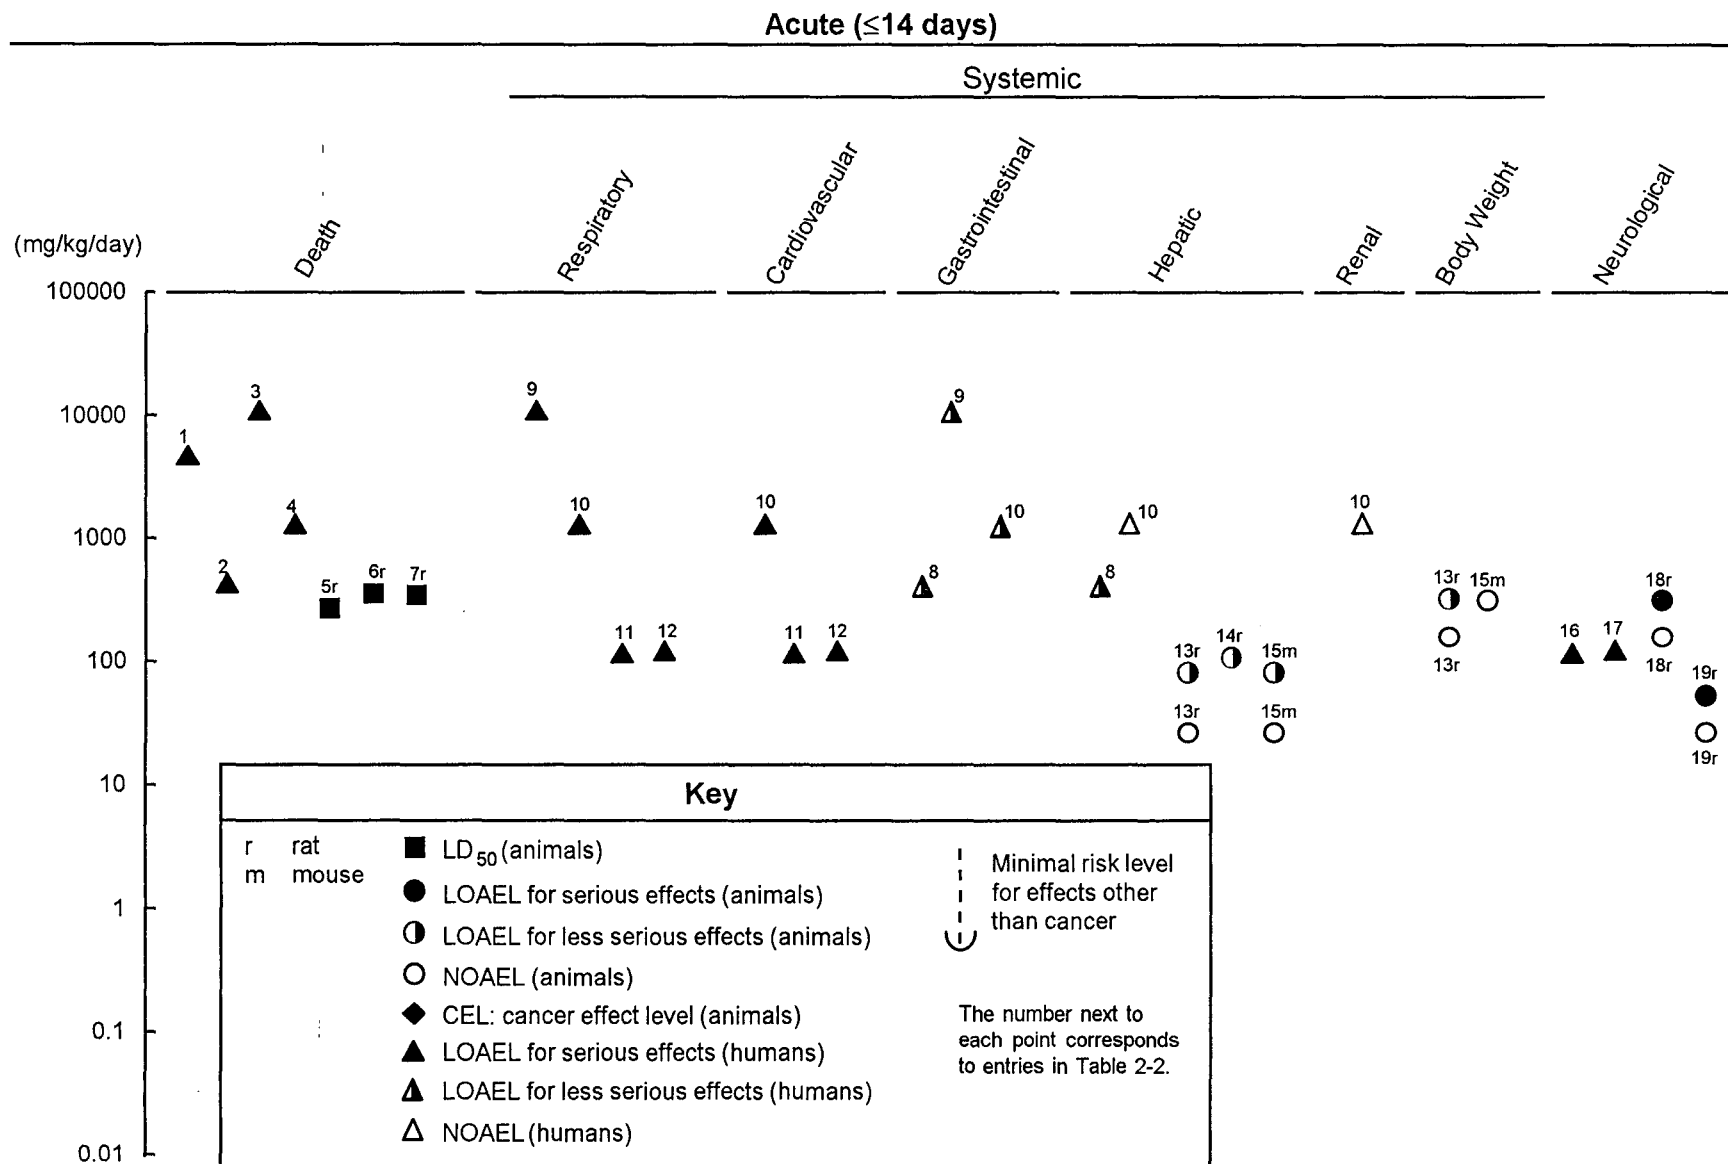 Acute (≤14 days)
Systemic
(mg/kg/day)
Death
Respiratory
Cardiovascular
Gastrointestinal
Hepatic
Renal
Body Weight
Neurological
100000
10000
1000
100
10
1
0.1
0.01
1
2
3
4
5r
6r
7r
9
10
11
12
10
11
12
8
9
10
8
10
13r
13r
14r
15m
15m
10
13r
13r
15m
16
17
18r
18r
19r
19r
Key
r rat
m mouse
LD50 (animals)
LOAEL for serious effects (animals)
LOAEL for less serious effects (animals)
NOAEL (animals)
CEL: cancer effect level (animals)
LOAEL for serious effects (humans)
LOAEL for less serious effects (humans)
NOAEL (humans)
Minimal risk level
for effects other
than cancer
The number next to
each point corresponds
to entries in Table 2-2.